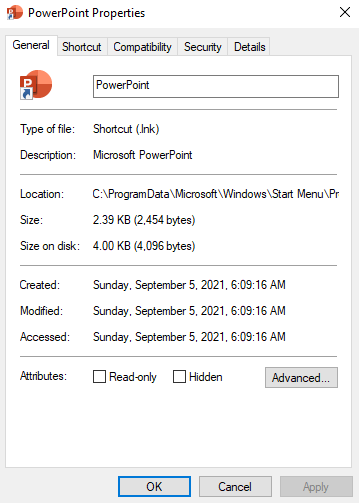 PowerPoint Properties
General Shortcut Compatibility Security Details
PowerPoint
Type of file: Shortcut (.lnk)
Description: Microsoft PowerPoint
Location: C:\ProgramData\Microsoft\Windows\Start Menu\Pr
Size: 2.39 KB (2,454 bytes)
Size on disk: 4.00 KB (4,096 bytes)
Created: Sunday, September 5, 2021, 6:09:16 AM
Modified: Sunday, September 5, 2021, 6:09:16 AM
Accessed: Sunday, September 5, 2021, 6:09:16 AM
Attributes: Read-only Hidden Advanced...
OK Cancel Apply